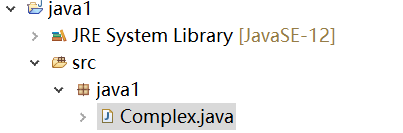 java1
JRE System Library [JavaSE-12]
src
java1
Complex.java